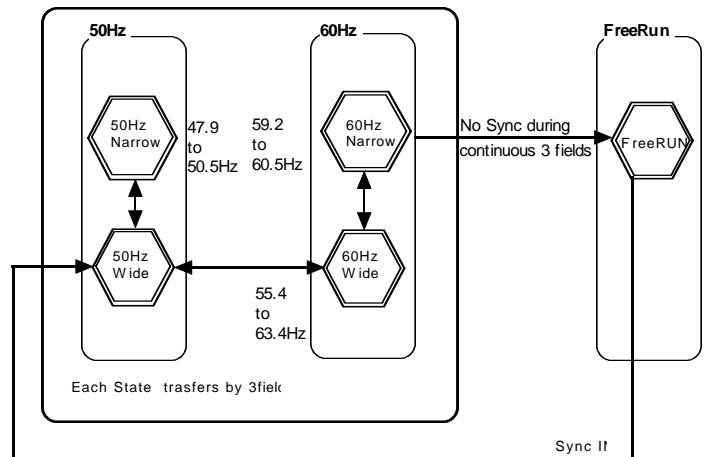 50Hz
60Hz
FreeRun
50Hz
Narrow
47.9
to
50.5Hz
59.2
to
60.5Hz
60Hz
Narrow
No Sync during
continuous 3 fields
FreeRUN
50Hz
Wide
60Hz
Wide
55.4
to
63.4Hz
Each State trasfers by
Sync